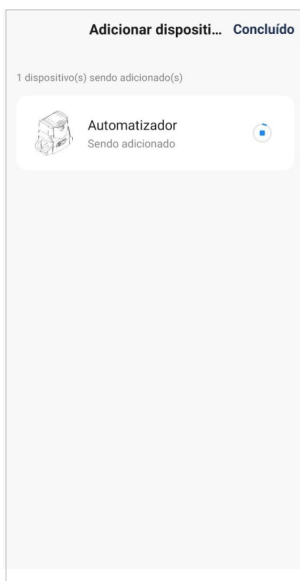 Adicionar dispositi... Concluído
1 dispositivo(s) sendo adicionado(s)
Automatizador
Sendo adicionado